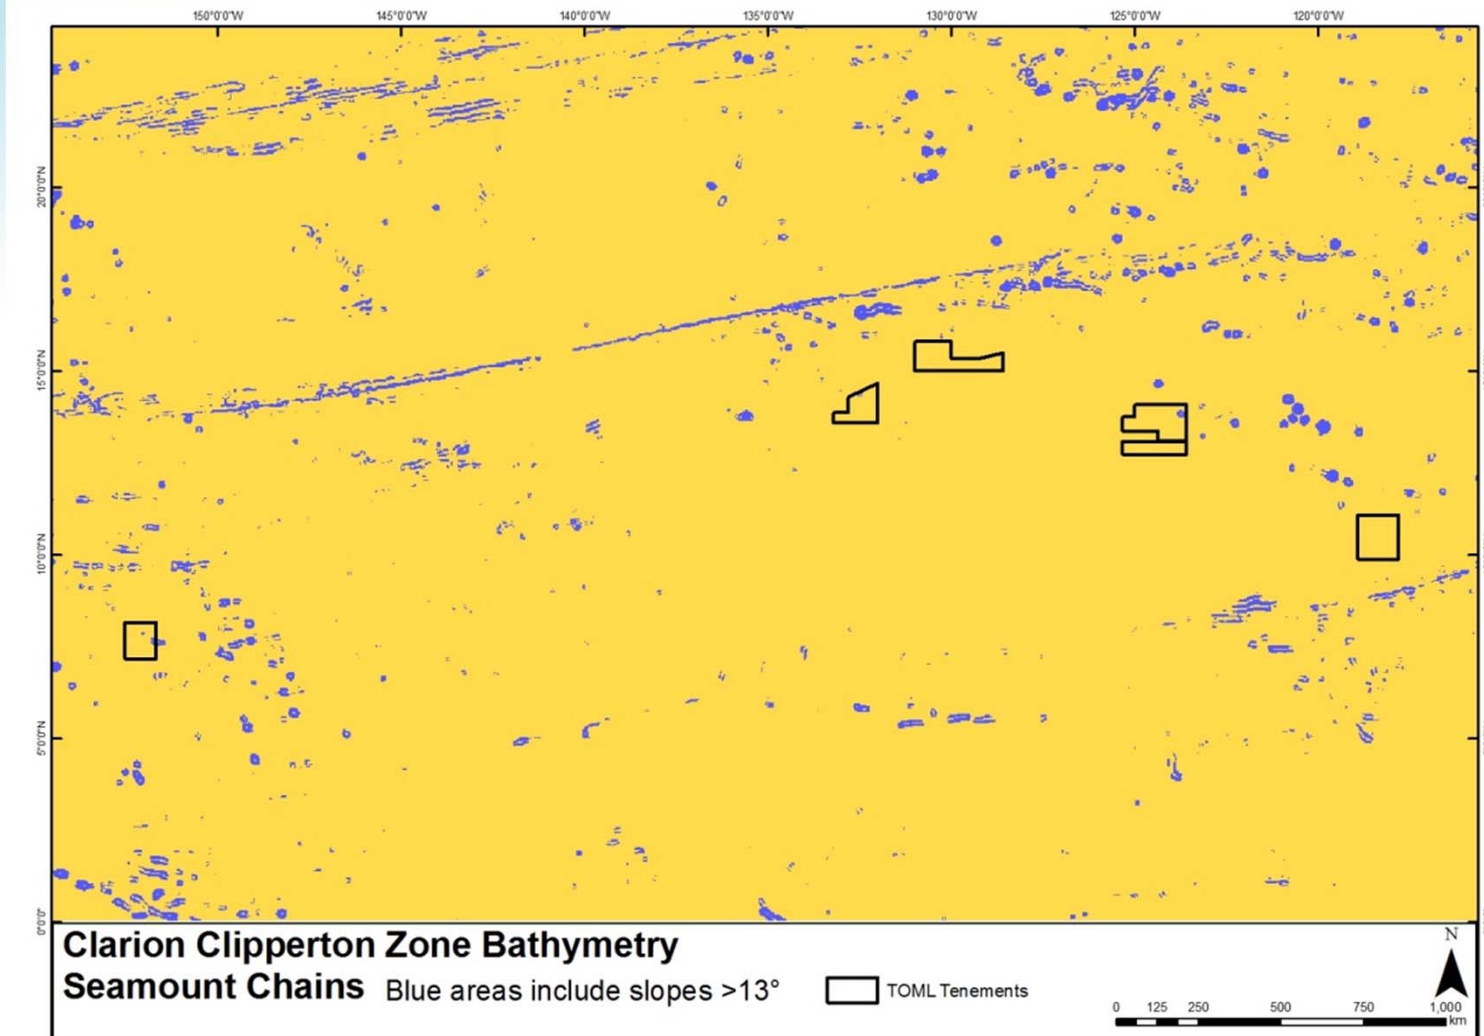 150°0'0"W 145°0'0"W 140°0'0"W 135°0'0"W 130°0'0"W 125°0'0"W 120°0'0"W
20°0'0"N
15°0'0"N
10°0'0"N
5°0'0"N
0°0'0"
Clarion Clipperton Zone Bathymetry
Seamount Chains Blue areas include slopes >13°
TOML Tenements
N
0 125 250 500 750 1,000
km